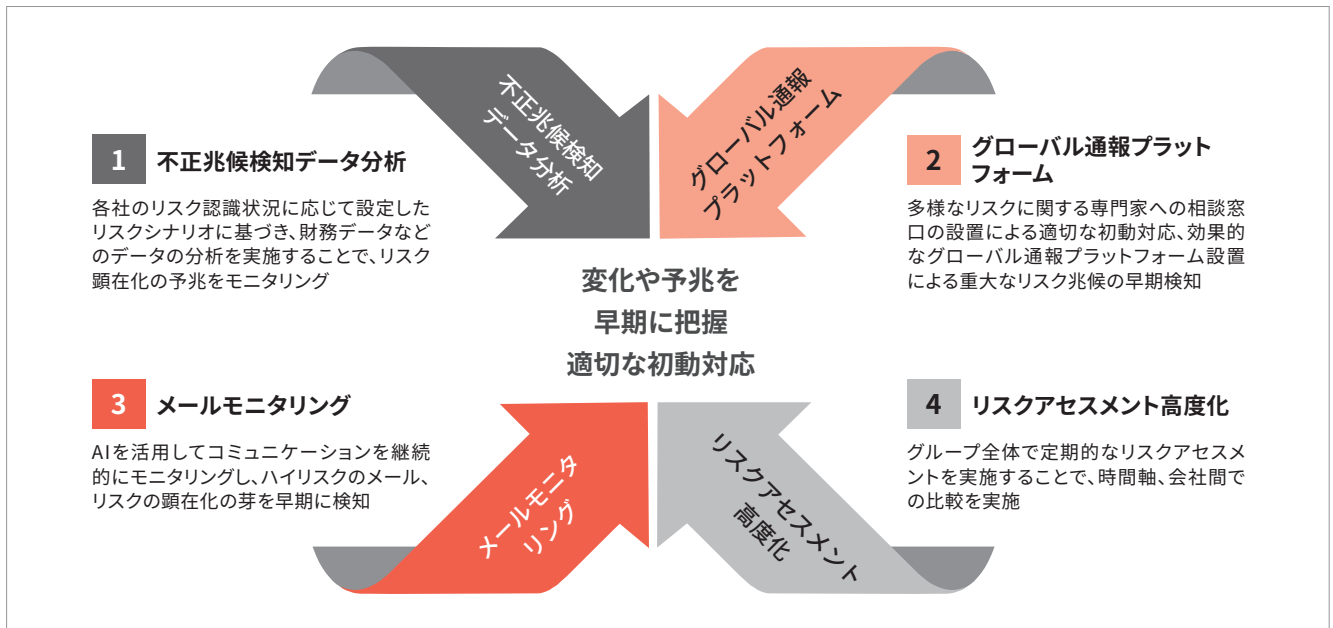 不正兆候検知
データ分析
グローバル通報
プラットフォーム
1 不正兆候検知データ分析
各社のリスク認識状況に応じて設定した
リスクシナリオに基づき、財務データなど
のデータの分析を実施することで、リスク
顕在化の予兆をモニタリング
2 グローバル通報プラット
フォーム
多様なリスクに関する専門家への相談窓
口の設置による適切な初動対応、効果的
なグローバル通報プラットフォーム設置
による重大なリスク兆候の早期検知
変化や予兆を
早期に把握
適切な初動対応
3 メールモニタリング
AIを活用してコミュニケーションを継続
的にモニタリングし、ハイリスクのメール、
リスクの顕在化の芽を早期に検知
4 リスクアセスメント高度化
グループ全体で定期的なリスクアセスメ
ントを実施することで、時間軸、会社間で
の比較を実施
メールモニタ
リング
リスクアセスメント
高度化